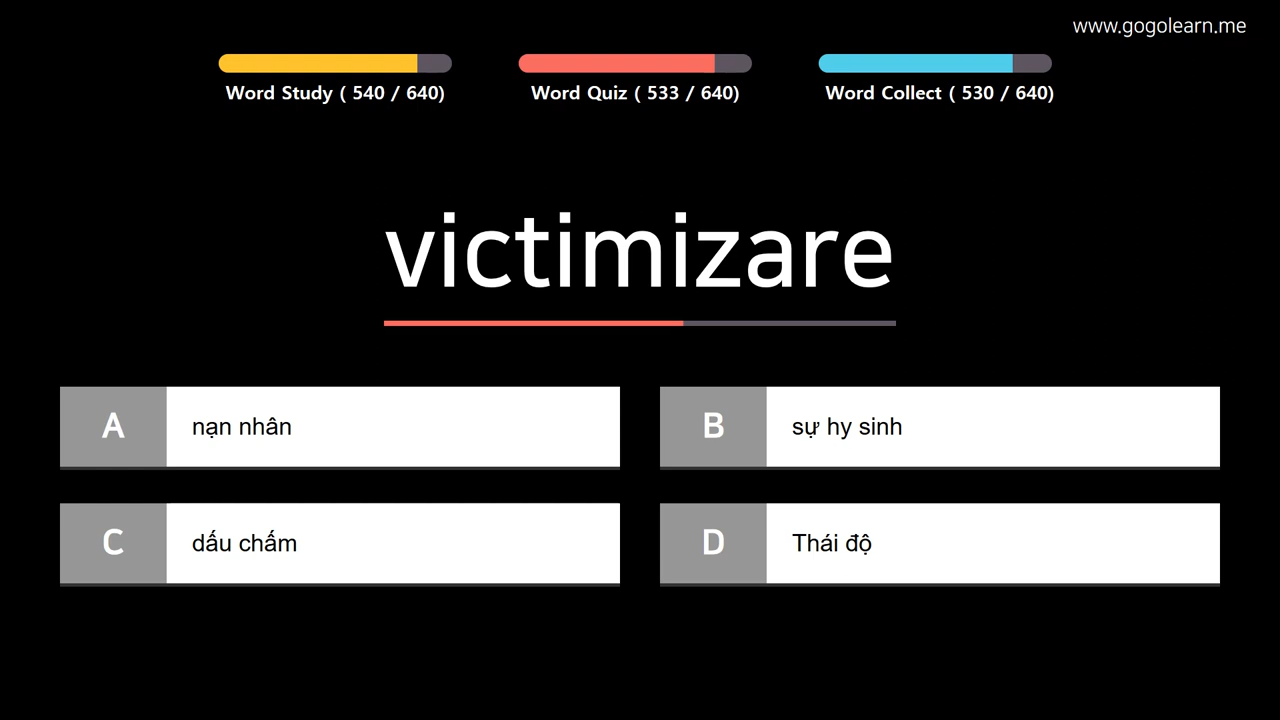 www.gogolearn.me
Word Study ( 540 / 640)
Word Quiz ( 533 / 640)
Word Collect ( 530 / 640)
victimizare
A nạn nhân
B sự hy sinh
C dấu chấm
D Thái độ